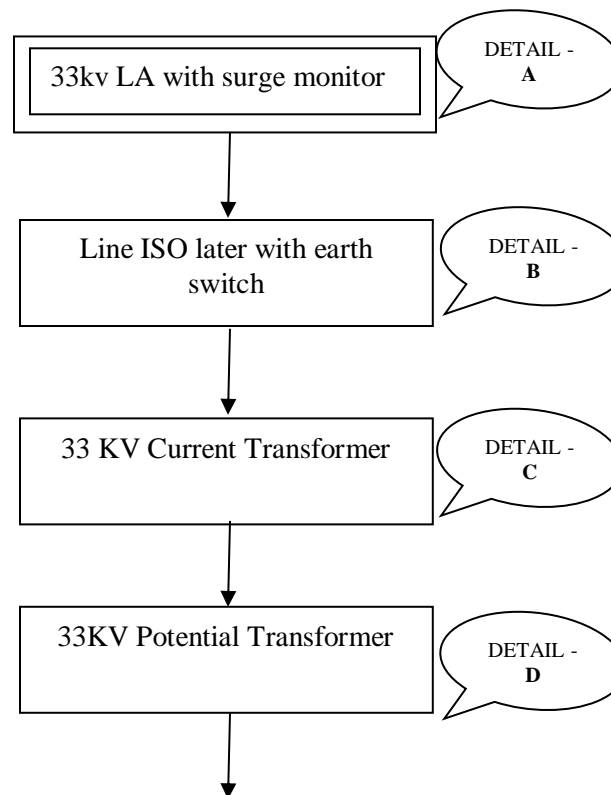 33kv LA with surge monitor
DETAIL -
A
Line ISO later with earth
switch
DETAIL -
B
33 KV Current Transformer
DETAIL -
C
33KV Potential Transformer
DETAIL -
D